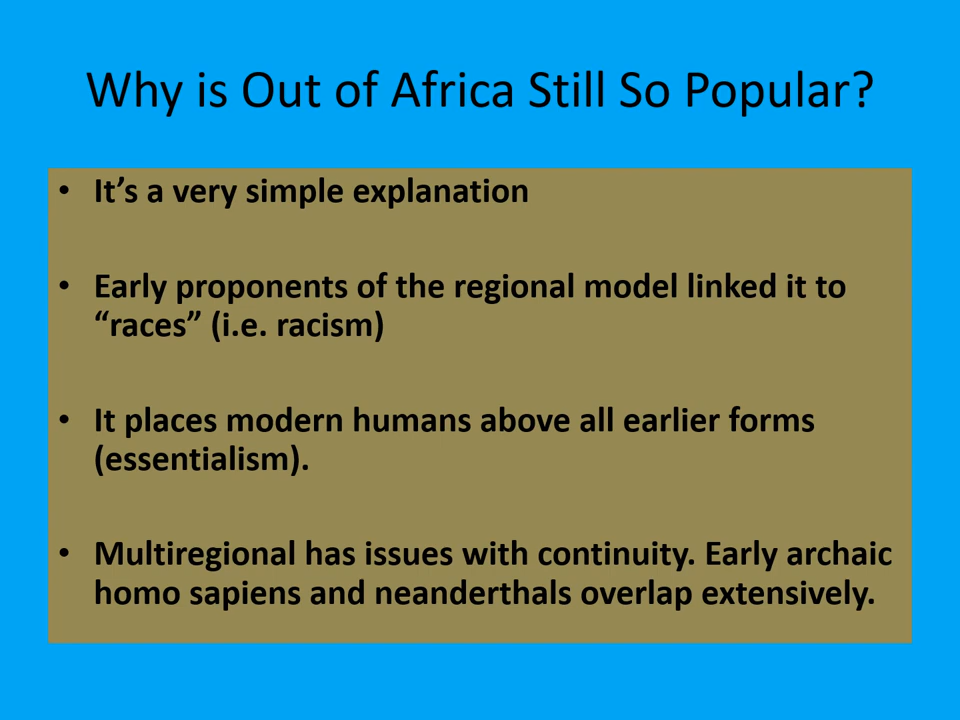 Why is Out of Africa Still So Popular?
• It’s a very simple explanation
• Early proponents of the regional model linked it to
“races” (i.e. racism)
• It places modern humans above all earlier forms
(essentialism).
• Multiregional has issues with continuity. Early archaic
homo sapiens and neanderthals overlap extensively.